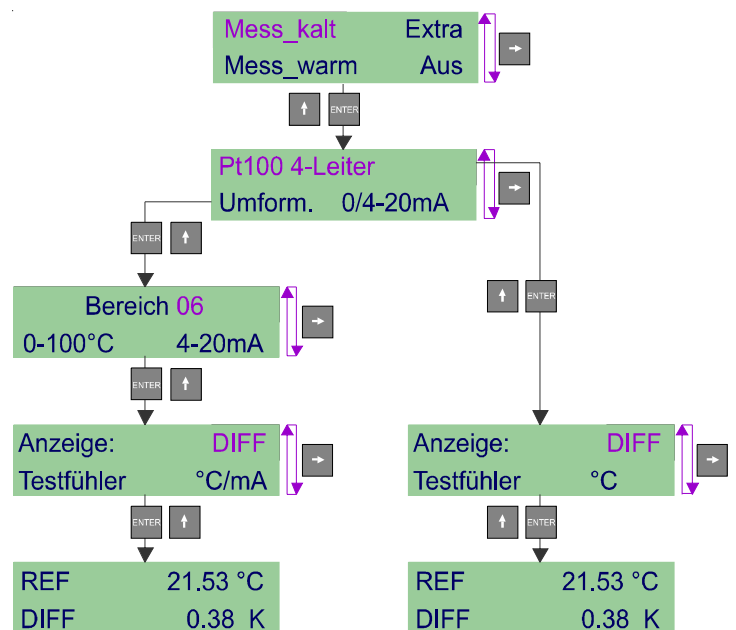 Mess_kalt Extra
Mess_warm Aus
ENTER
Pt100 4-Leiter
Umform. 0/4-20mA
ENTER
ENTER
Bereich 06
0-100°C 4-20mA
ENTER
Anzeige: DIFF
Testfühler °C/mA
Anzeige: DIFF
Testfühler °C
ENTER
ENTER
REF 21.53 °C
DIFF 0.38 K
REF 21.53 °C
DIFF 0.38 K